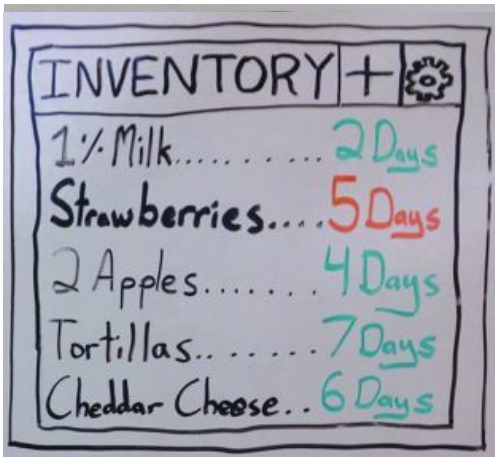 INVENTORY +
1% Milk........... 2 Days
Strawberries.... 5 Days
2 Apples....... 4 Days
Tortillas........ 7 Days
Cheddar Cheese.. 6 Days